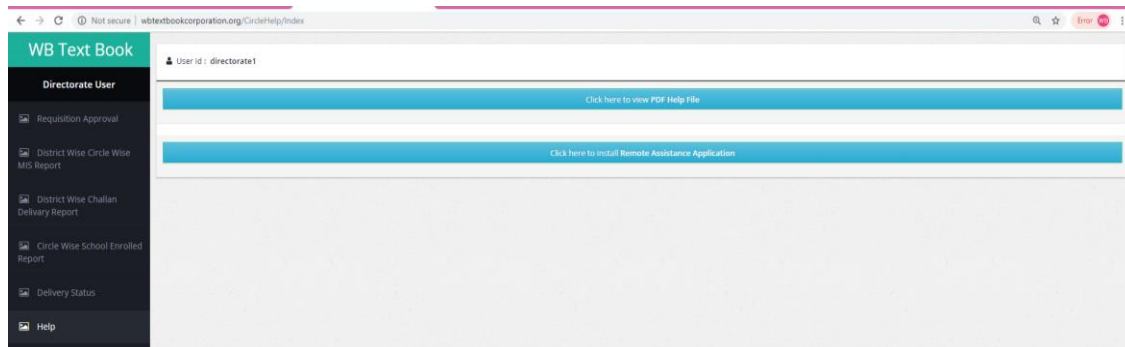 Not secure | wbtextbookcorporation.org/CircleHelp/Index
Error
WB Text Book
User Id : directorate1
Directorate User
Click here to view PDF Help File
Requisition Approval
Click here to install Remote Assistance Application
District Wise Circle Wise
MIS Report
District Wise Challan
Delivary Report
Circle Wise School Enrolled
Report
Delivery Status
Help